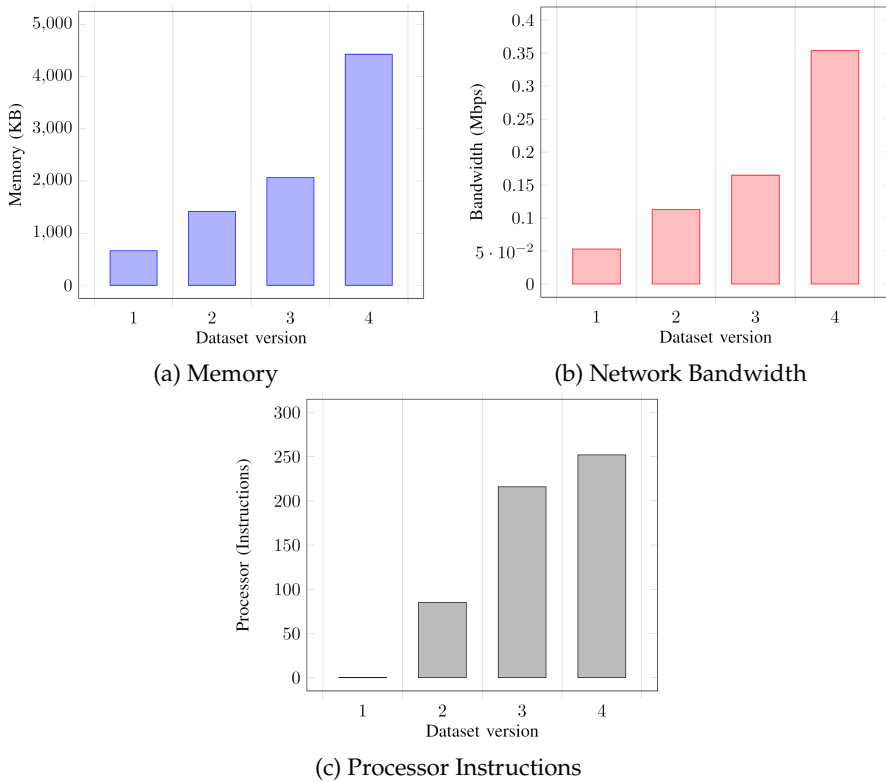 5,000
4,000
3,000
2,000
1,000
0
Memory (KB)
1 2 3 4
Dataset version
(a) Memory
0.4
0.35
0.3
0.25
0.2
0.15
0.1
5 · 10⁻²
0
Bandwidth (Mbps)
1 2 3 4
Dataset version
(b) Network Bandwidth
300
250
200
150
100
50
0
Processor (Instructions)
1 2 3 4
Dataset version
(c) Processor Instructions